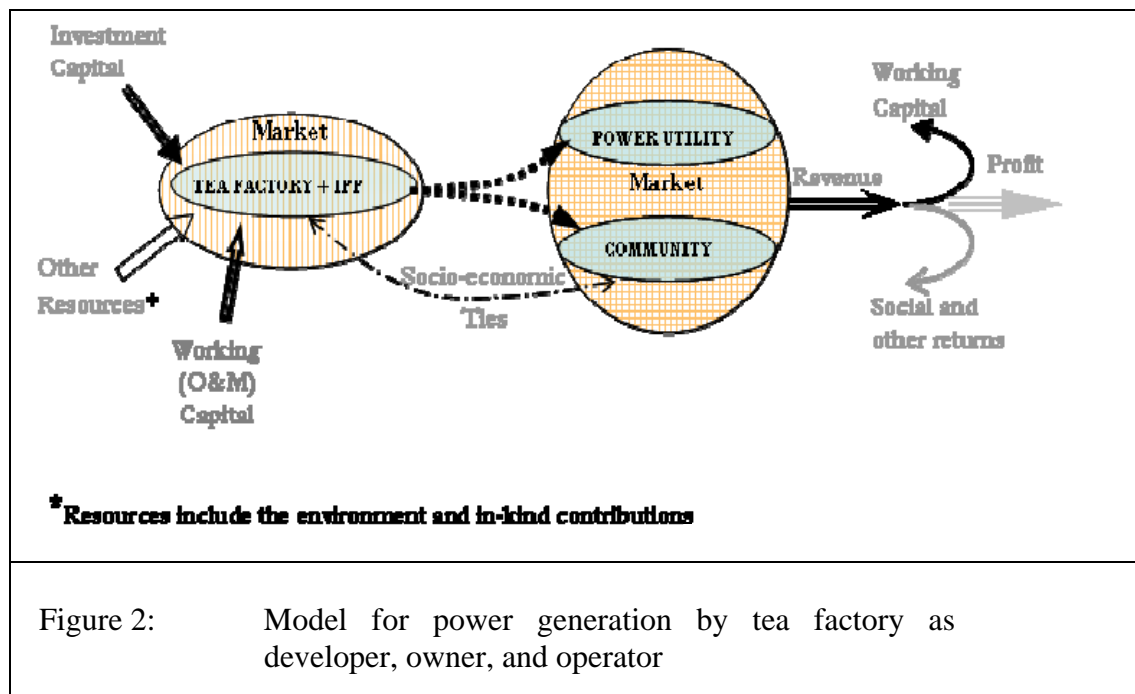 Investment
Capital
Market
TEA FACTORY + IPP
Other
Resources*
Working
(O&M)
Capital
Socio-economic
Ties
POWER UTILITY
Market
COMMUNITY
Revenue
Working
Capital
Profit
Social and
other returns
*Resources include the environment and in-kind contributions
Figure 2: Model for power generation by tea factory as
developer, owner, and operator